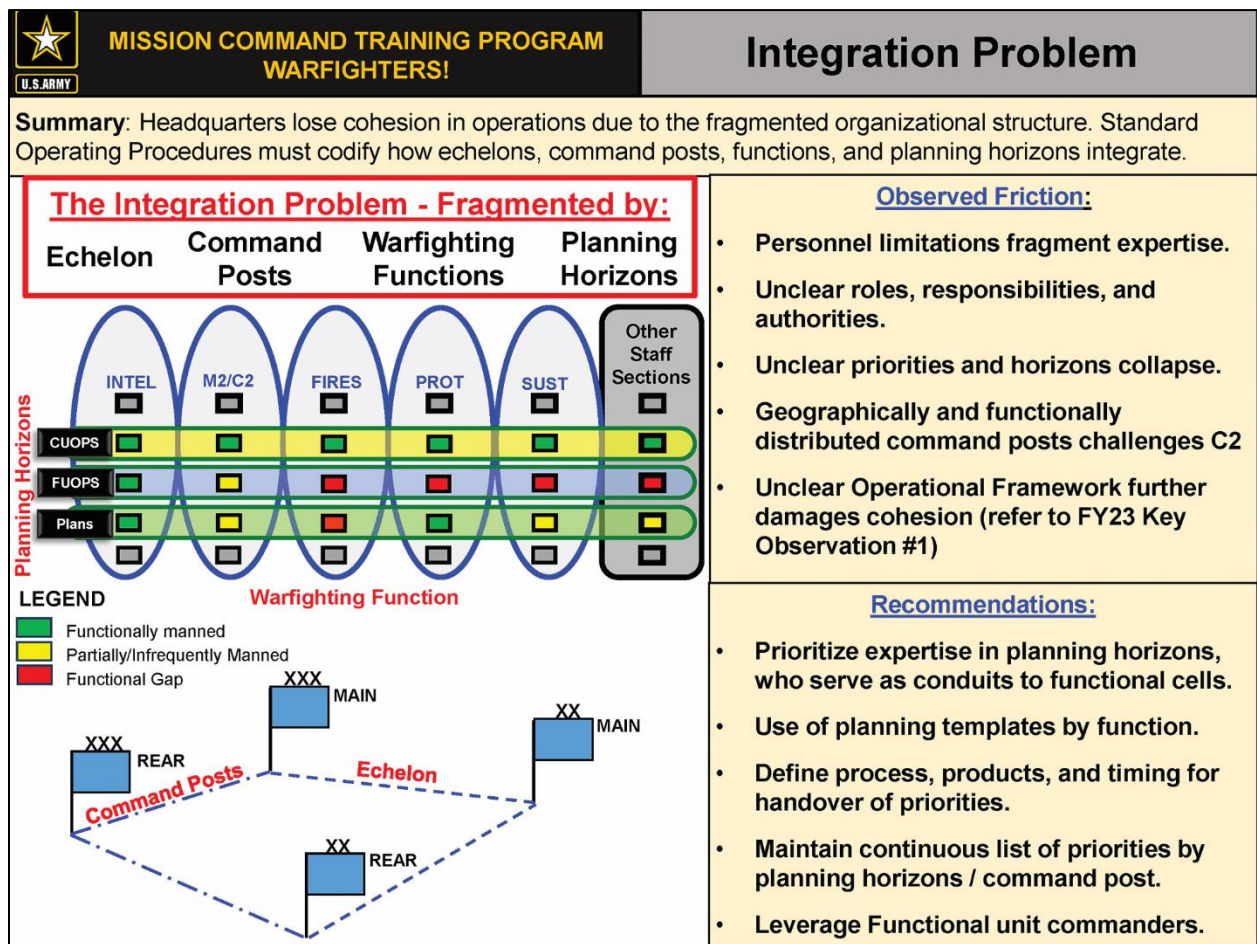 U.S.ARMY
MISSION COMMAND TRAINING PROGRAM
WARFIGHTERS!
Integration Problem
Summary: Headquarters lose cohesion in operations due to the fragmented organizational structure. Standard
Operating Procedures must codify how echelons, command posts, functions, and planning horizons integrate.
The Integration Problem - Fragmented by:
Echelon
Command
Posts
Warfighting
Functions
Planning
Horizons
Planning Horizons
INTEL
M2/C2
FIRES
PROT
SUST
Other
Staff
Sections
CUOPS
FUOPS
Plans
Warfighting Function
LEGEND
Functionally manned
Partially/Infrequently Manned
Functional Gap
XXX
MAIN
XX
MAIN
XXX
REAR
Command Posts
Echelon
XX
REAR
Observed Friction:
• Personnel limitations fragment expertise.
• Unclear roles, responsibilities, and
authorities.
• Unclear priorities and horizons collapse.
• Geographically and functionally
distributed command posts challenges C2
• Unclear Operational Framework further
damages cohesion (refer to FY23 Key
Observation #1)
Recommendations:
• Prioritize expertise in planning horizons,
who serve as conduits to functional cells.
• Use of planning templates by function.
• Define process, products, and timing for
handover of priorities.
• Maintain continuous list of priorities by
planning horizons / command post.
• Leverage Functional unit commanders.